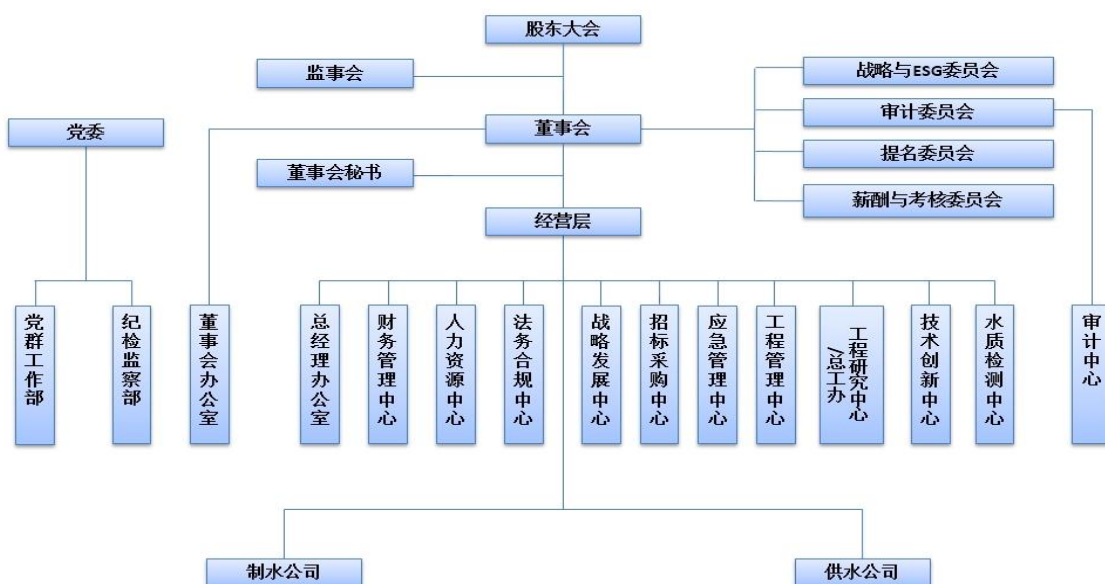 股东大会
监事会
战略与ESG委员会
审计委员会
党委
董事会
提名委员会
董事会秘书
薪酬与考核委员会
经营层
党群工作部
纪检监察部
董事会办公室
总经理办公室
财务管理中心
人力资源中心
法务合规中心
战略发展中心
招标采购中心
应急管理中心
工程管理中心
工程研究中心
/总工办
技术创新中心
水质检测中心
审计中心
制水公司
供水公司